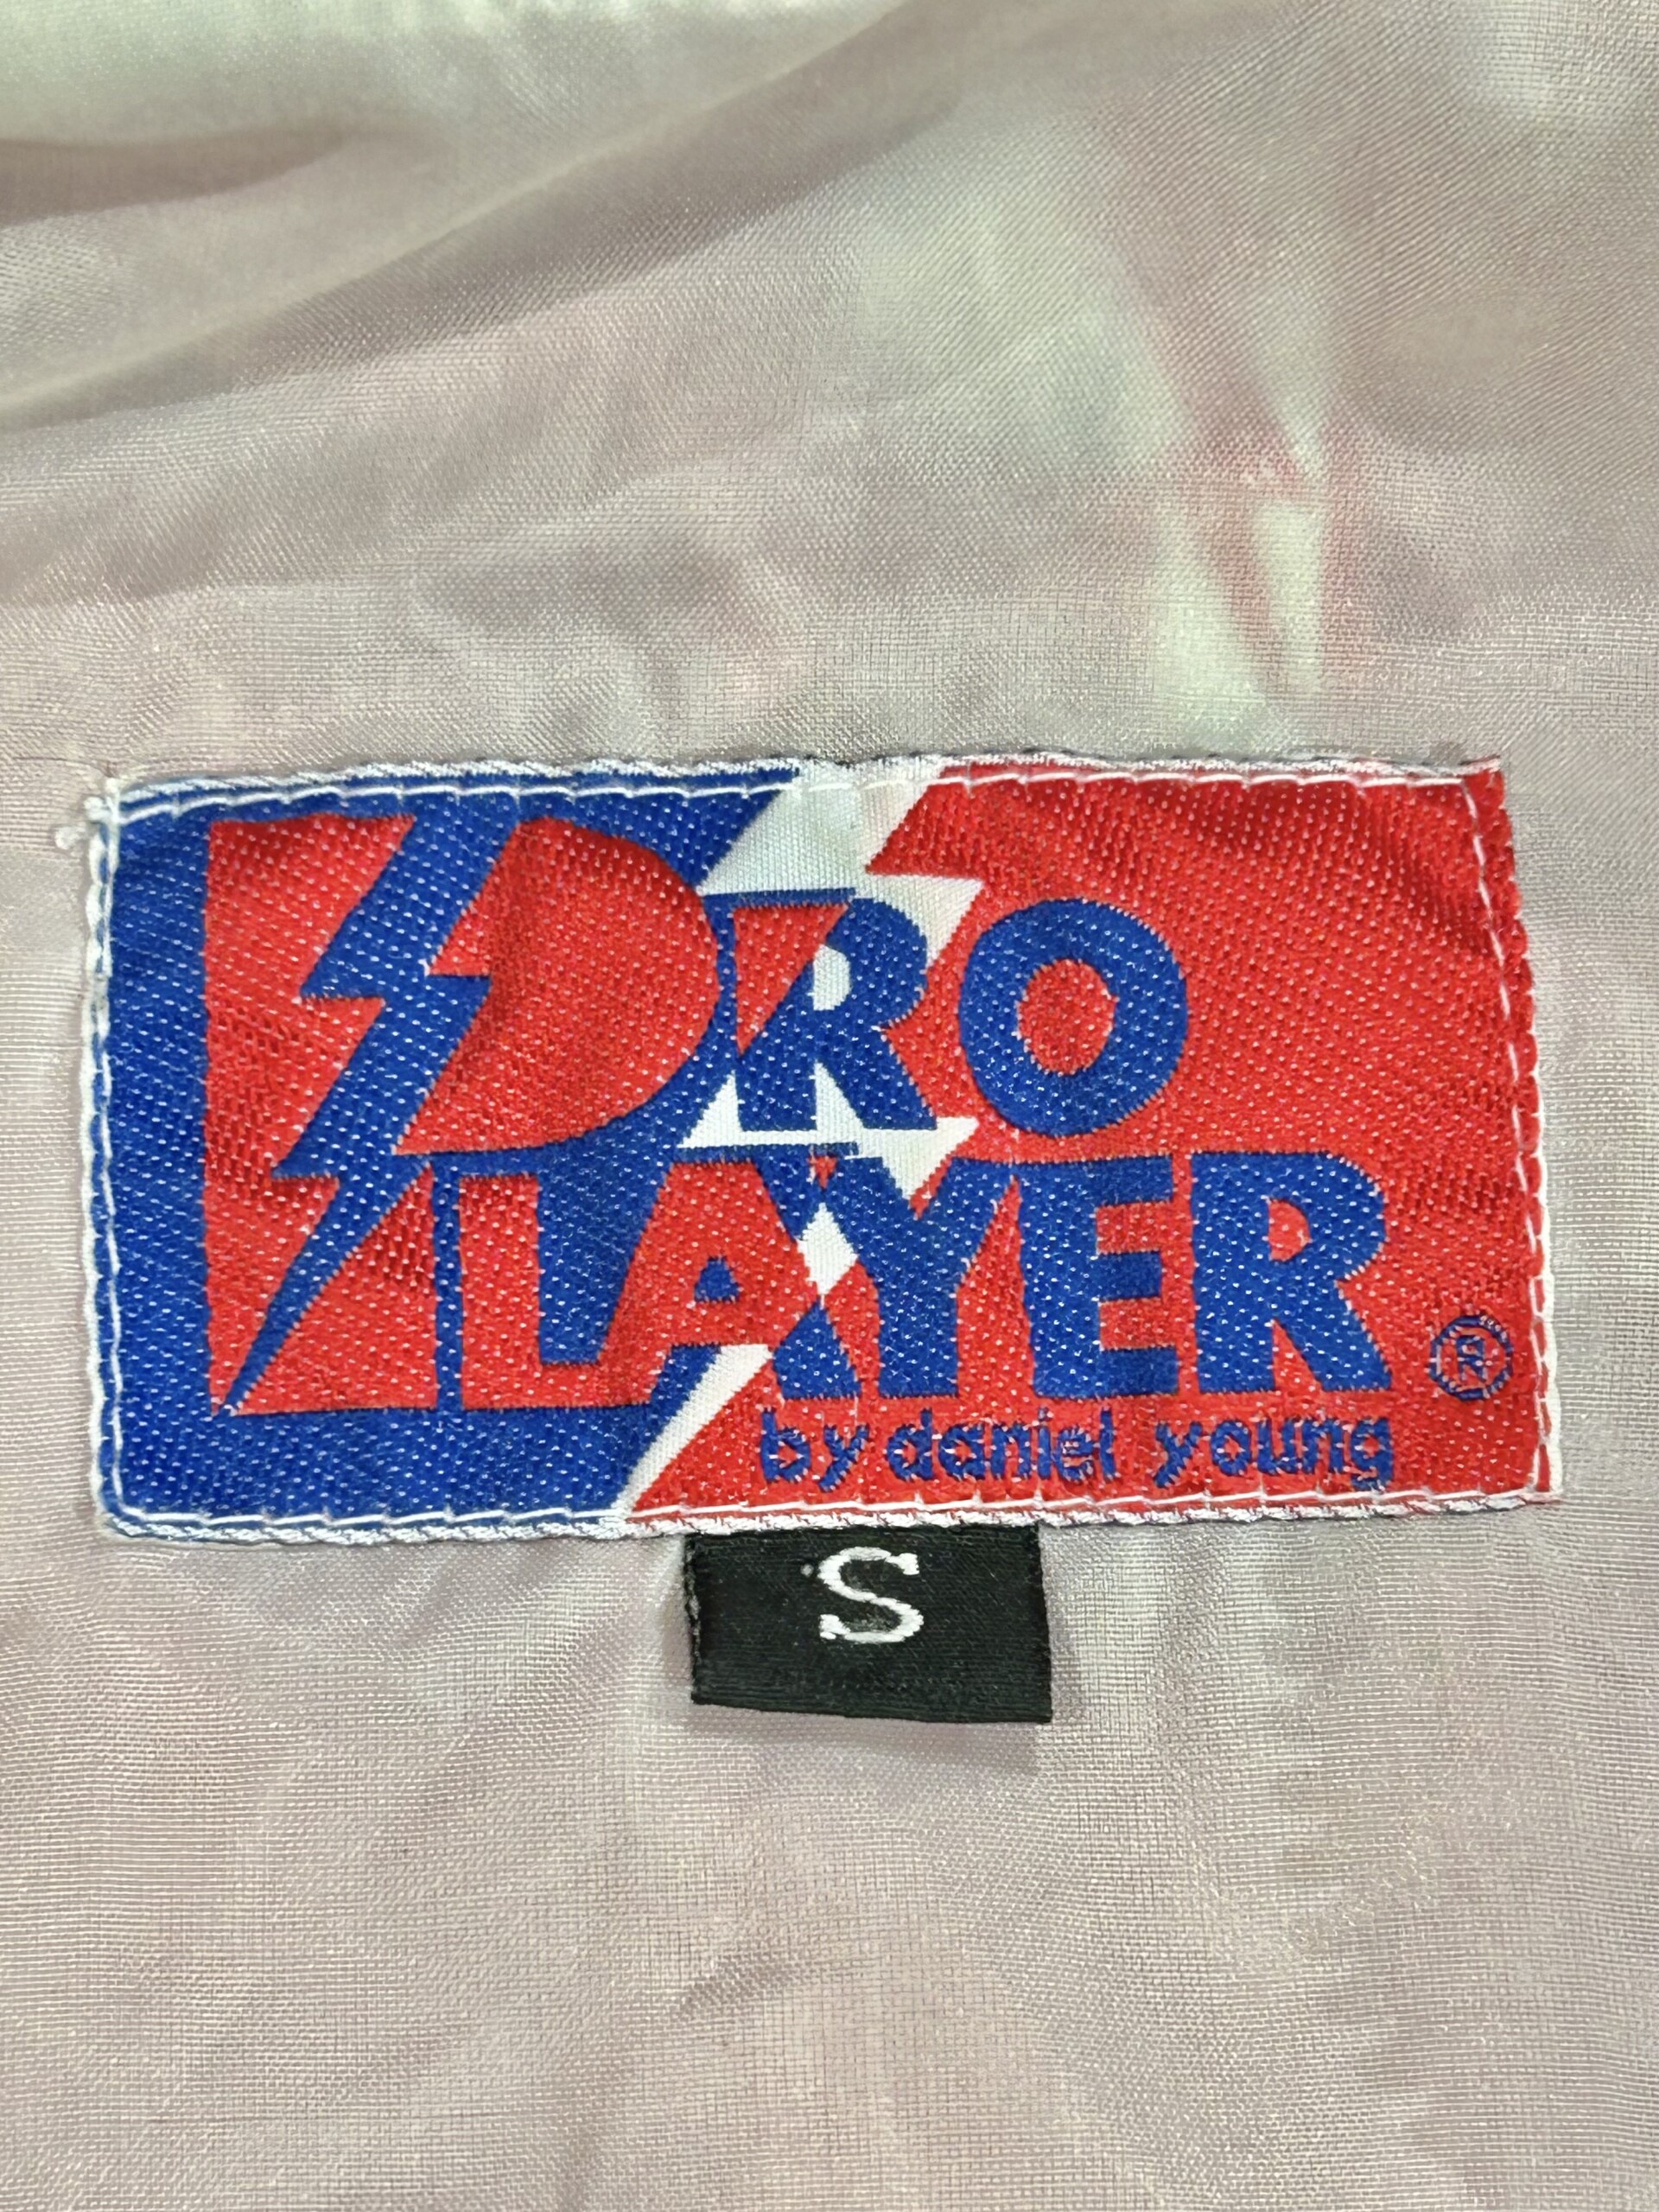 PRO
PLAYER ®
by daniel young
S